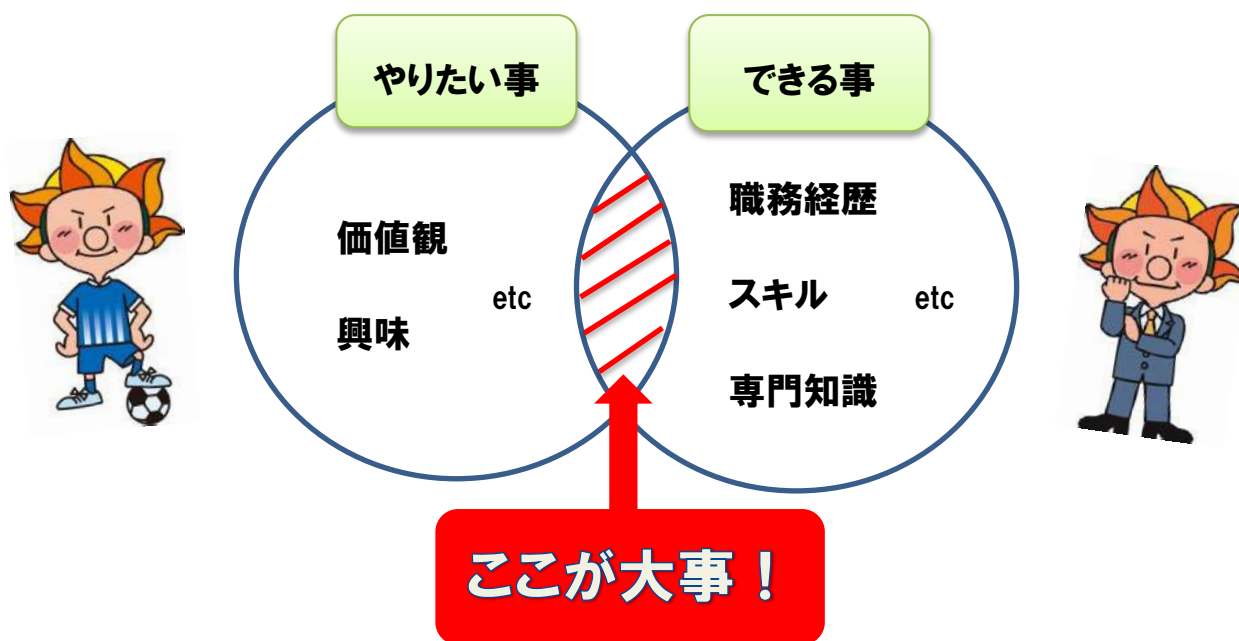 やりたい事
できる事
価値観
興味
etc
職務経歴
スキル
専門知識
etc
ここが大事！